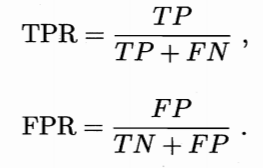 TPR = TP / (TP + FN) ,
FPR = FP / (TN + FP) .